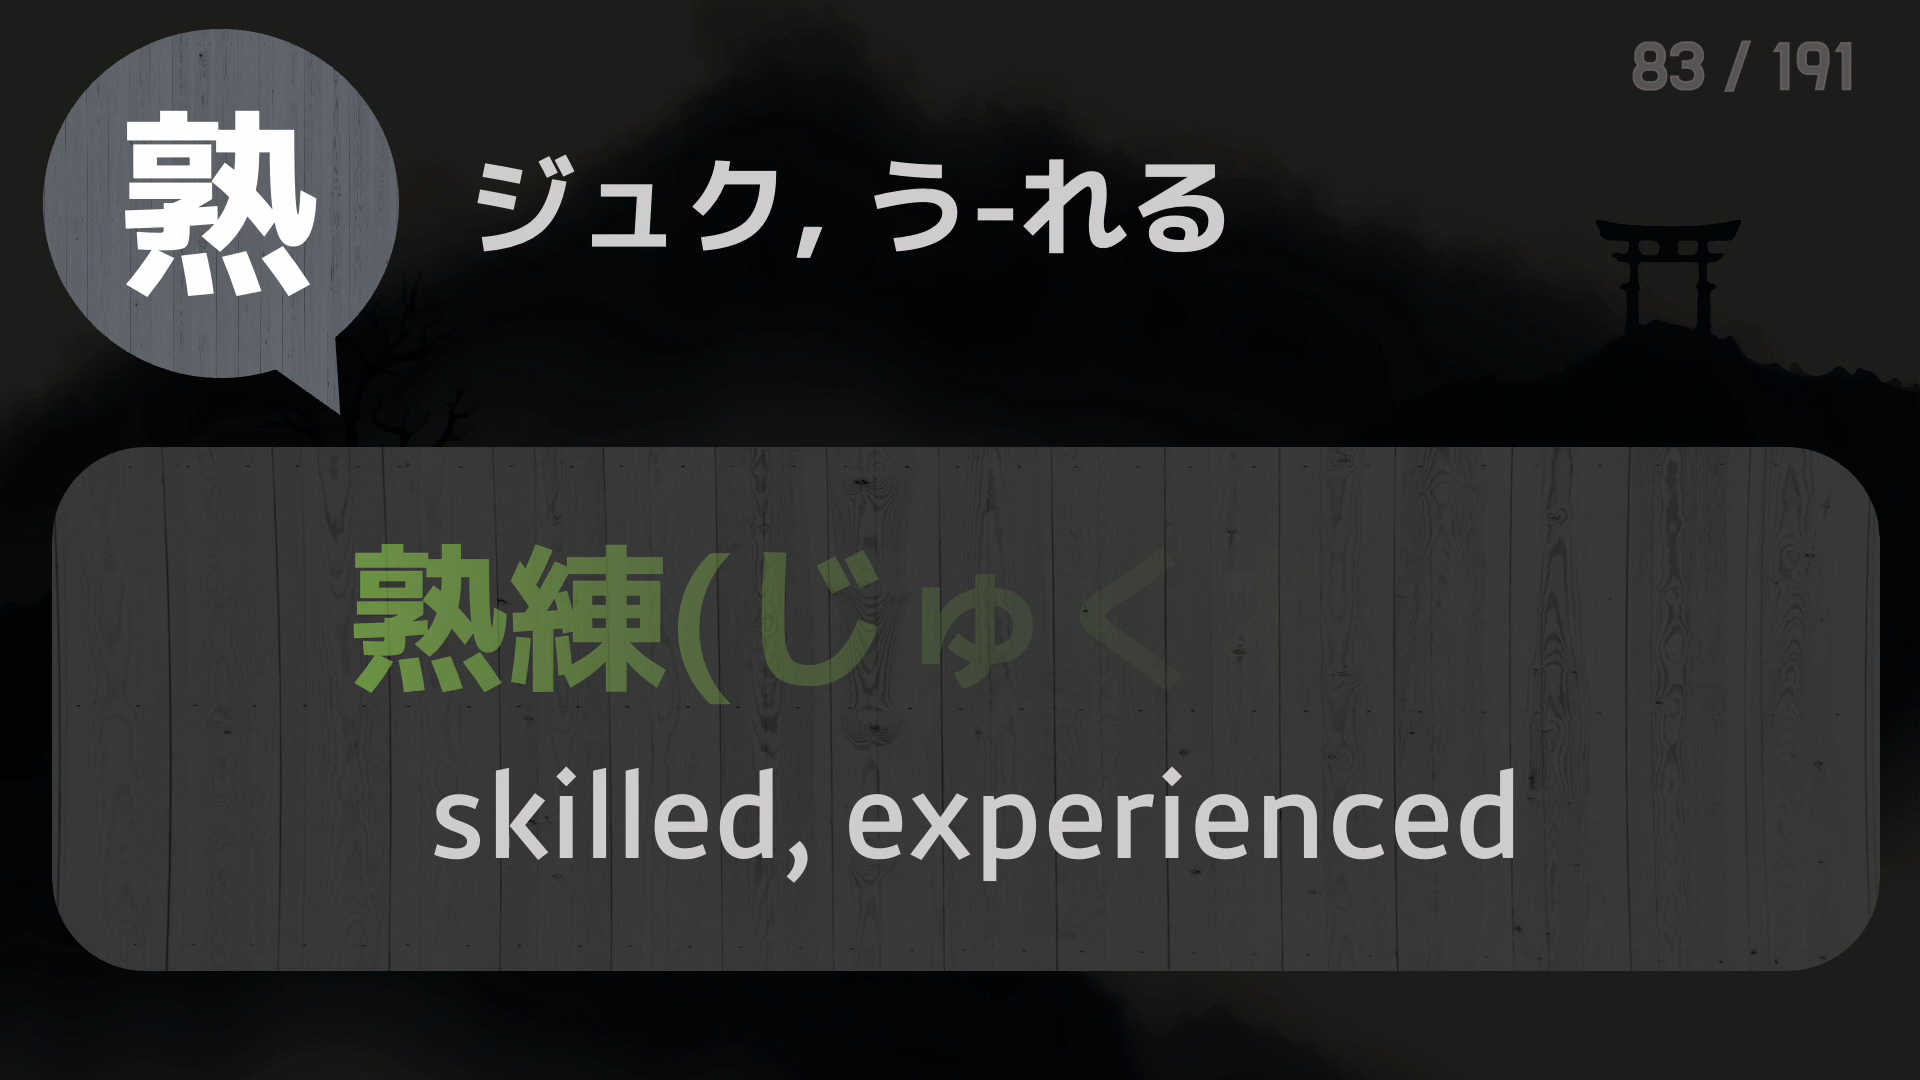 83 / 191
熟
ジュク, う-れる
熟練(じゅく
skilled, experienced